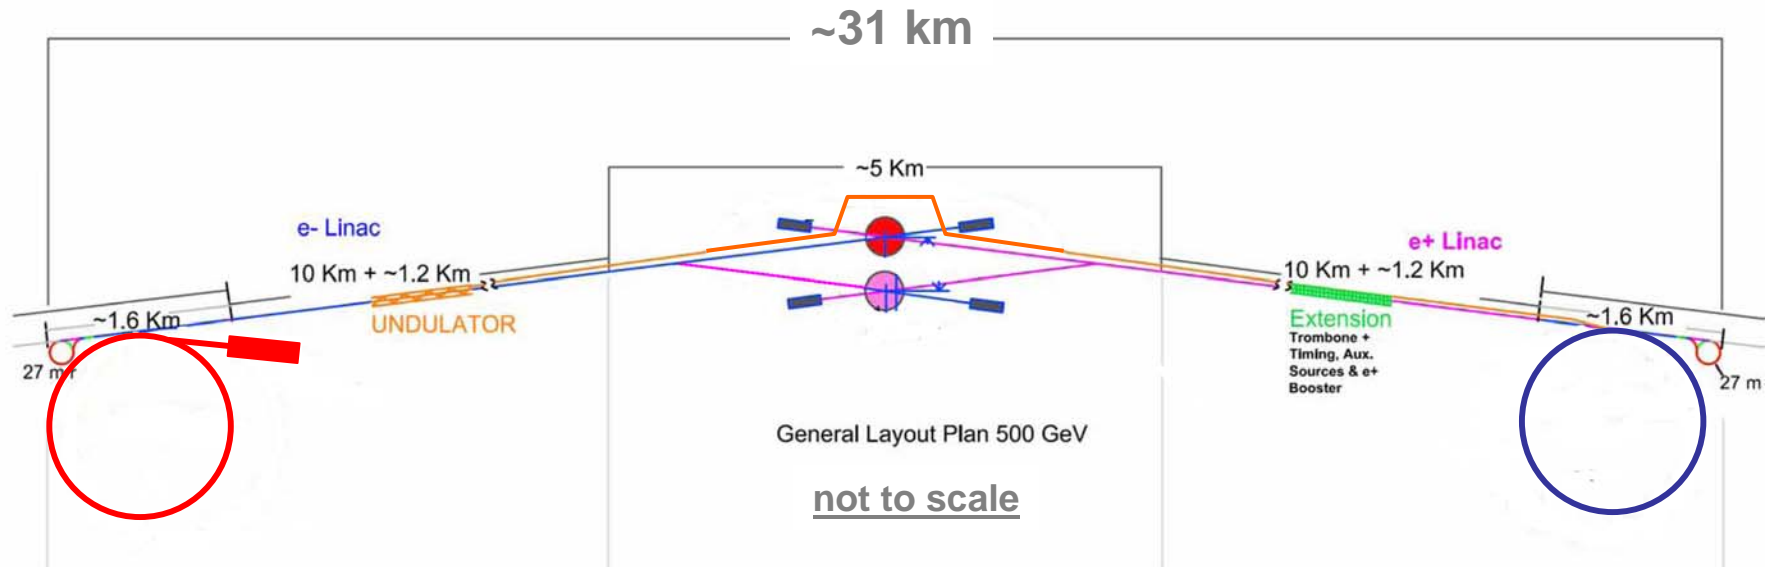 ~31 km
~5 Km
e- Linac
e+ Linac
10 Km + ~1.2 Km
10 Km + ~1.2 Km
~1.6 Km
UNDULATOR
Extension
Trombone +
Timing, Aux.
Sources & e+
Booster
~1.6 Km
27 m r
27 m
General Layout Plan 500 GeV
not to scale